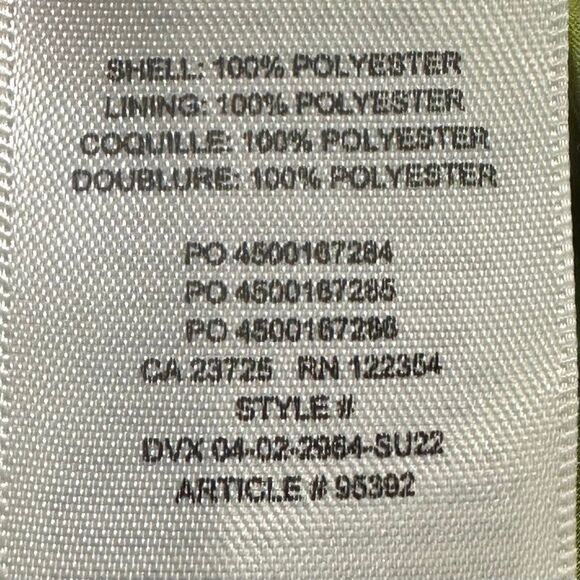 SHELL: 100% POLYESTER
LINING: 100% POLYESTER
COQUILLE: 100% POLYESTER
DOUBLURE: 100% POLYESTER
PO 4500167284
PO 4500167285
PO 4500167286
CA 23725 RN 122354
STYLE #
DVX 04-02-2984-SU22
ARTICLE # 95392